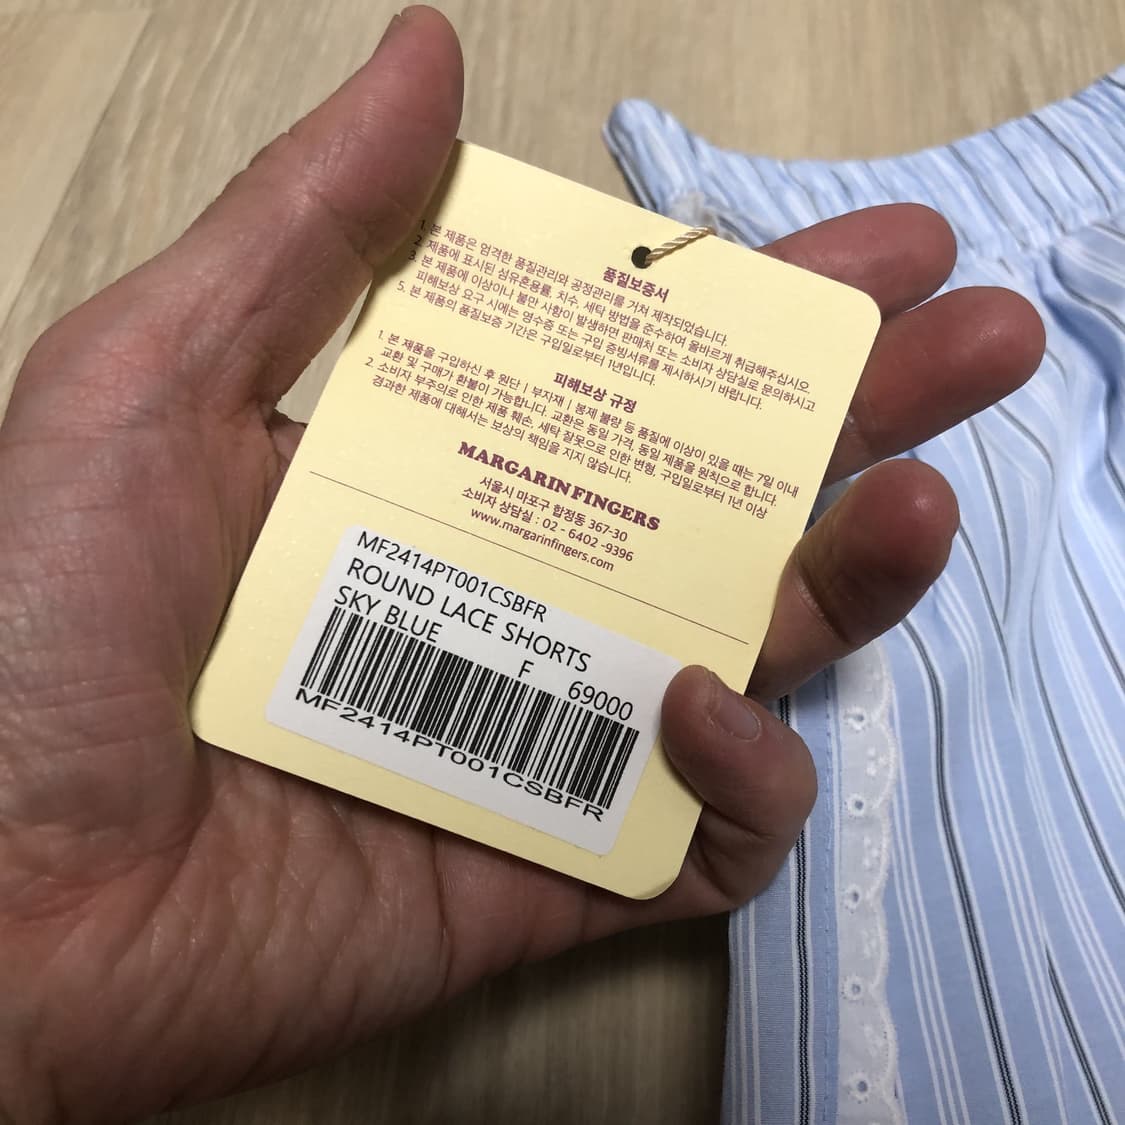 품질보증서
1. 본 제품은 엄격한 품질관리와 공정관리를 거쳐 제작되었습니다.
2. 제품에 표시된 섬유혼용률, 치수, 세탁 방법을 준수하여 올바르게 취급해주십시오.
3. 본 제품에 이상이나 불만 사항이 발생하면 판매처 또는 소비자 상담실로 문의하시고
피해보상 요구 시에는 영수증 또는 구입 증빙서류를 제시하시기 바랍니다.
5. 본 제품의 품질보증 기간은 구입일로부터 1년입니다.
피해보상 규정
1. 본 제품을 구입하신 후 원단 | 부자재 | 봉제 불량 등 품질에 이상이 있을 때는 7일 이내
교환 및 구매가 환불이 가능합니다. 교환은 동일 가격, 동일 제품을 원칙으로 합니다.
2. 소비자 부주의로 인한 제품 훼손, 세탁 잘못으로 인한 변형, 구입일로부터 1년 이상
경과한 제품에 대해서는 보상의 책임을 지지 않습니다.
MARGARIN FINGERS
서울시 마포구 합정동 367-30
소비자 상담실 : 02 - 6402 -9396
www.margarinfingers.com
MF2414PT001CSBFR
ROUND LACE SHORTS
SKY BLUE
F 69000
MF2414PT001CSBFR